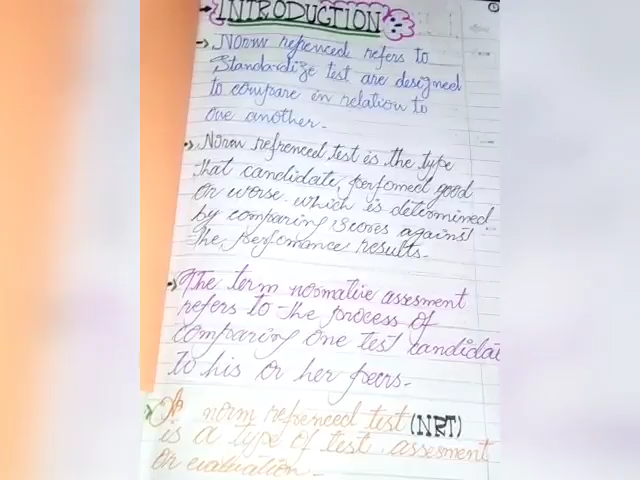 → INTRODUCTION
→ Norm refrenced refers to
Standardize test are designed
to compare in relation to
one another.
→ Norm refrenced test is the type
that candidate, perfomed good
or worse. which is determined
by comparing scores against
the perfomance results.
→ The term normative assesment
refers to the process of
comparing one test candidat
to his or her peers.
→ A norm refrenced test (NRT)
is a type of test, assesment
or evaluation.